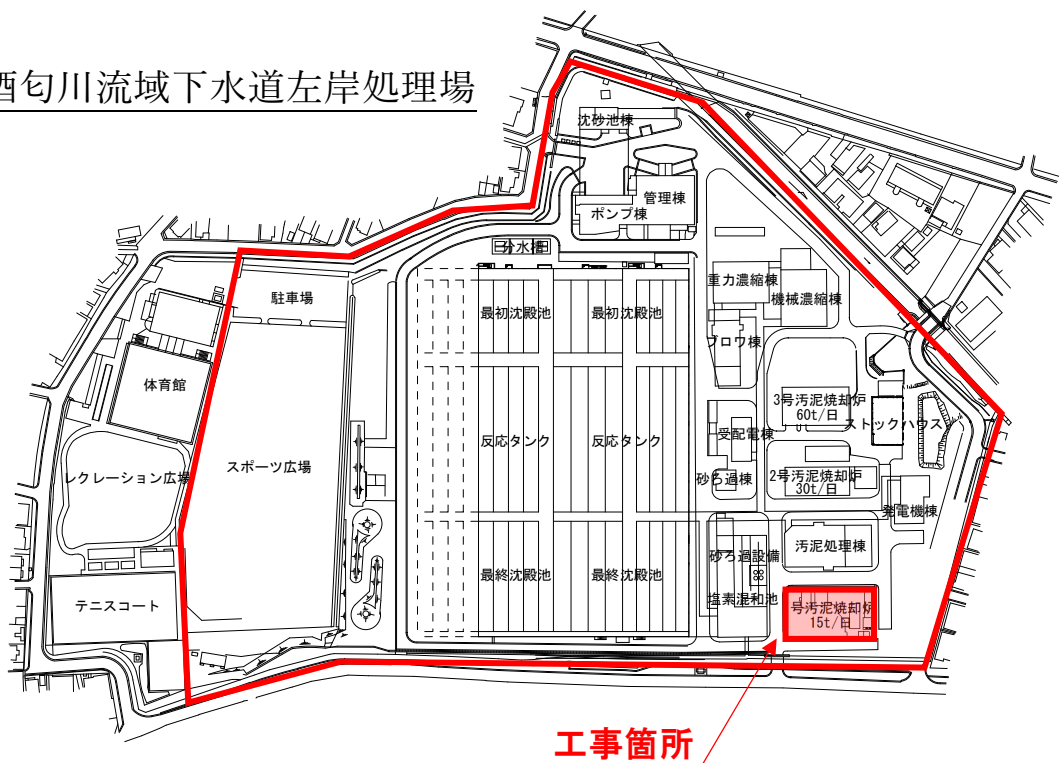 酒匂川流域下水道左岸処理場
沈砂池棟
管理棟
ポンプ棟
分水槽
駐車場
最初沈殿池
最初沈殿池
重力濃縮棟
機械濃縮棟
ブロワ棟
体育館
3号汚泥焼却炉
60t/日
ストックハウス
レクレーション広場
スポーツ広場
反応タンク
反応タンク
受配電棟
砂ろ過棟
2号汚泥焼却炉
30t/日
発電機棟
汚泥処理棟
砂ろ過設備
最終沈殿池
最終沈殿池
塩素混和池
テニスコート
号汚泥焼却炉
15t/日
工事箇所